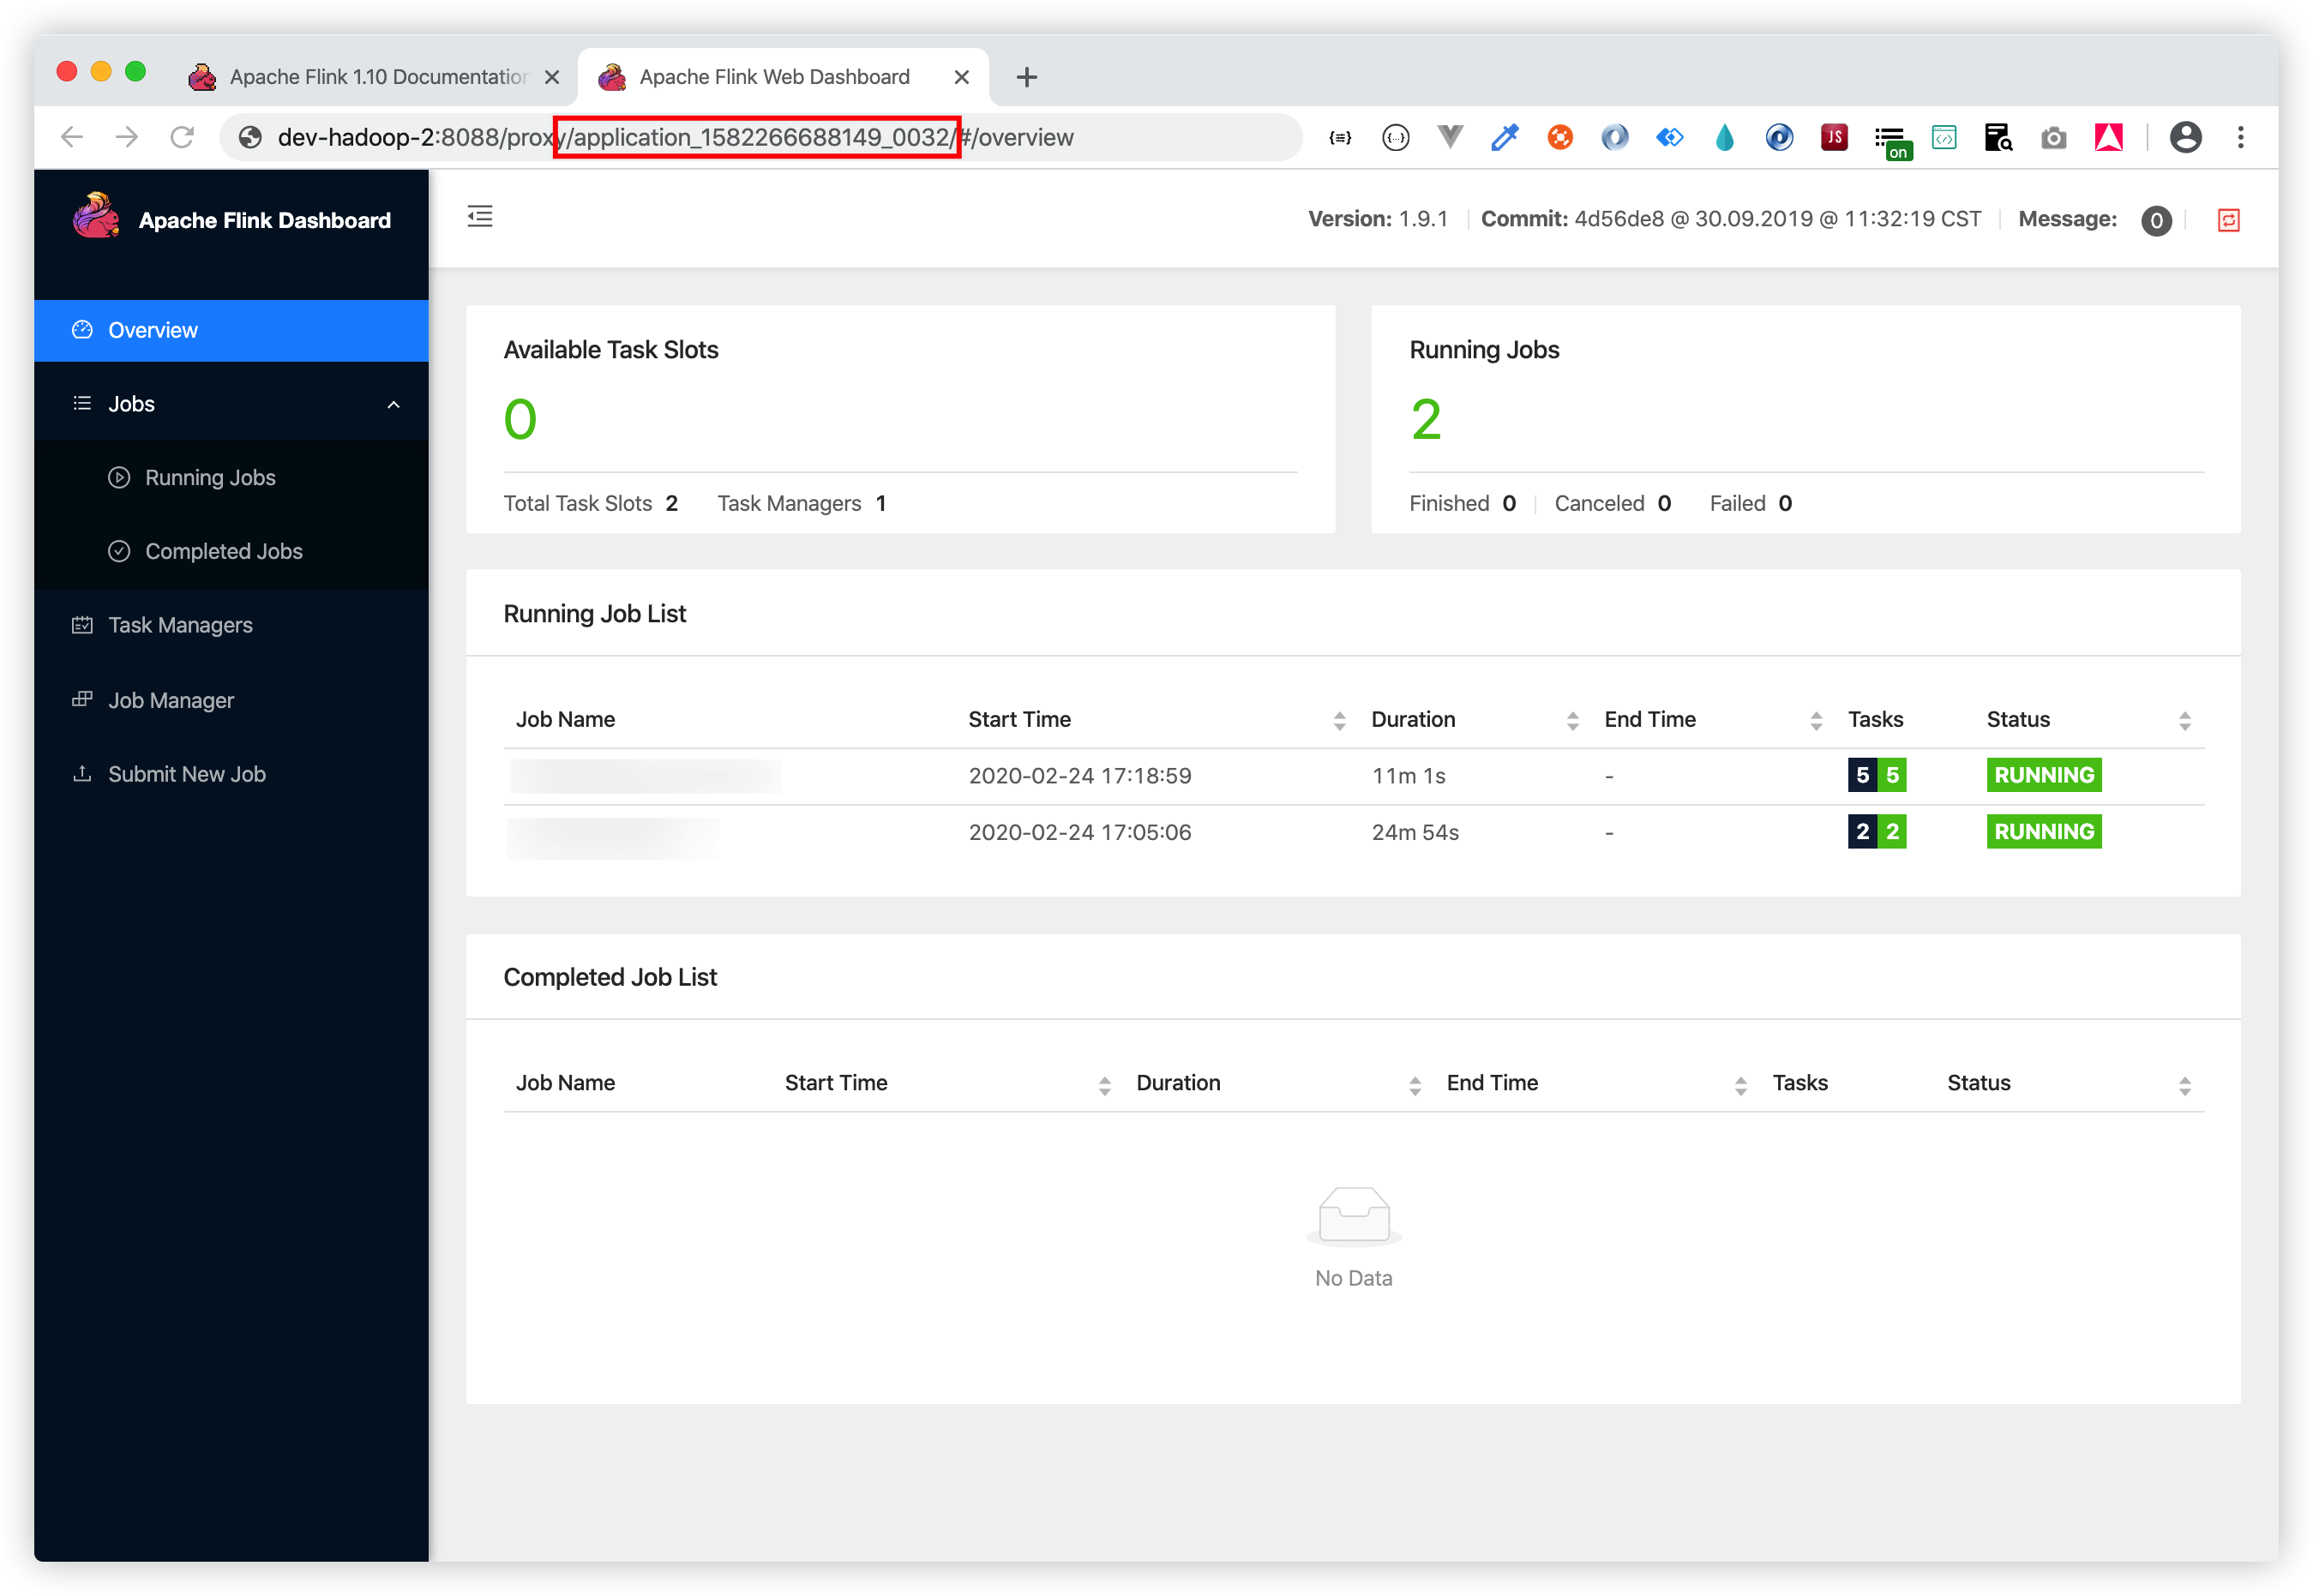 Apache Flink 1.10 Documentation
Apache Flink Web Dashboard
dev-hadoop-2:8088/proxy/application_1582266688149_0032/#/overview
{≡}
{...}
JS
on
Apache Flink Dashboard
Version: 1.9.1
Commit: 4d56de8 @ 30.09.2019 @ 11:32:19 CST
Message: 0
Overview
Jobs
Running Jobs
Completed Jobs
Task Managers
Job Manager
Submit New Job
Available Task Slots
0
Total Task Slots 2 Task Managers 1
Running Jobs
2
Finished 0 Canceled 0 Failed 0
Running Job List
Job Name Start Time Duration End Time Tasks Status
2020-02-24 17:18:59 11m 1s - 5 5 RUNNING
2020-02-24 17:05:06 24m 54s - 2 2 RUNNING
Completed Job List
Job Name Start Time Duration End Time Tasks Status
No Data